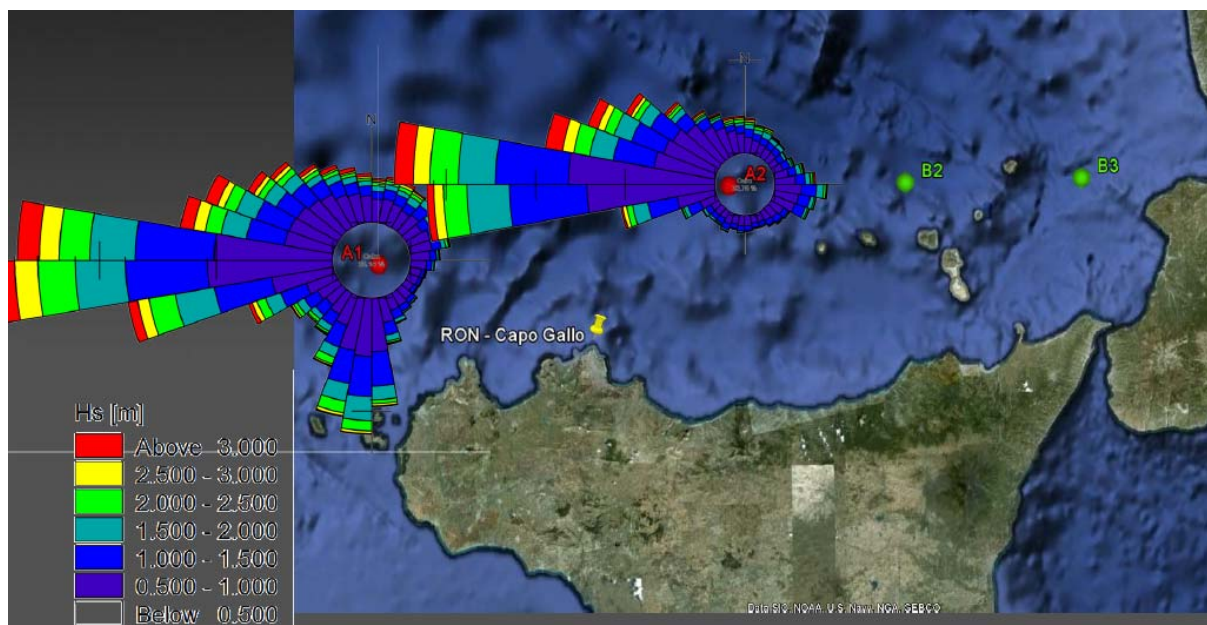 N
N
A2
B2
B3
A1
RON - Capo Gallo
Hs [m]
Above 3.000
2.500 - 3.000
2.000 - 2.500
1.500 - 2.000
1.000 - 1.500
0.500 - 1.000
Below 0.500
Data SIO, NOAA, U.S. Navy, NGA, GEBCO